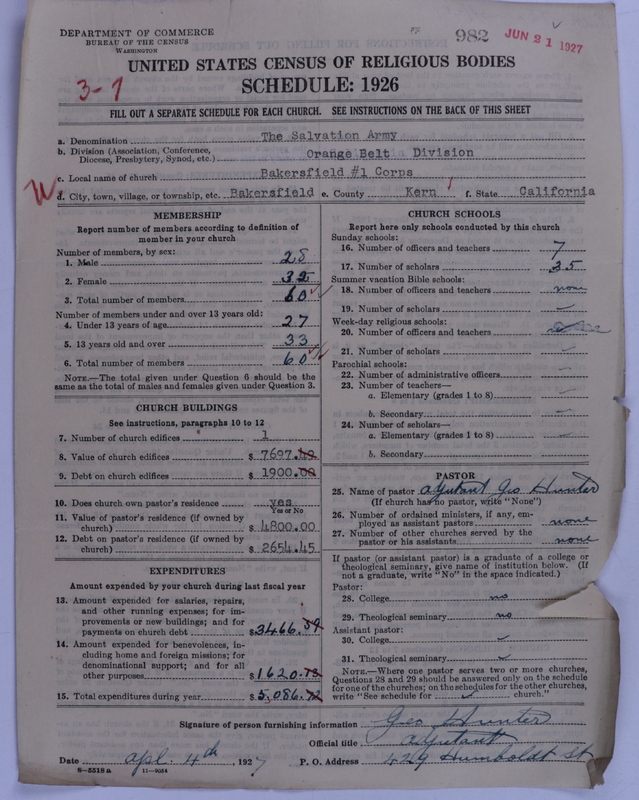 DEPARTMENT OF COMMERCE
BUREAU OF THE CENSUS
WASHINGTON
982 JUN 21 1927
UNITED STATES CENSUS OF RELIGIOUS BODIES
SCHEDULE: 1926
3-7
FILL OUT A SEPARATE SCHEDULE FOR EACH CHURCH. SEE INSTRUCTIONS ON THE BACK OF THIS SHEET
a. Denomination The Salvation Army
b. Division (Association, Conference, Diocese, Presbytery, Synod, etc.) Orange Belt Division
c. Local name of church Bakersfield #1 Corps
W
d. City, town, village, or township, etc. Bakersfield e. County Kern f. State California
MEMBERSHIP
Report number of members according to definition of
member in your church
Number of members, by sex:
1. Male 28
2. Female 32
3. Total number of members 60
Number of members under and over 13 years old:
4. Under 13 years of age 27
5. 13 years old and over 33
6. Total number of members 60
NOTE.—The total given under Question 6 should be
same as the total of males and females given under Question 3.
CHURCH BUILDINGS
See instructions, paragraphs 10 to 12
7. Number of church edifices 1
8. Value of church edifices $ 7697.
9. Debt on church edifices $ 1900.00
10. Does church own pastor's residence yes
Yes or No
11. Value of pastor's residence (if owned by
church) $ 4800.00
12. Debt on pastor's residence (if owned by
church) $ 2654.45
EXPENDITURES
Amount expended by your church during last fiscal year
13. Amount expended for salaries, repairs,
and other running expenses; for im-
provements or new buildings; and for
payments on church debt $ 3466.59
14. Amount expended for benevolences, in-
cluding home and foreign missions; for
denominational support; and for all
other purposes $ 1620.
15. Total expenditures during year $ 5,086.
CHURCH SCHOOLS
Report here only schools conducted by this church
Sunday schools:
16. Number of officers and teachers 7
17. Number of scholars 35
Summer vacation Bible schools:
18. Number of officers and teachers none
19. Number of scholars
Week-day religious schools:
20. Number of officers and teachers
21. Number of scholars
Parochial schools:
22. Number of administrative officers
23. Number of teachers—
a. Elementary (grades 1 to 8)
b. Secondary
24. Number of scholars—
a. Elementary (grades 1 to 8)
b. Secondary
PASTOR
25. Name of pastor Adjutant Geo Hunter
(If church has no pastor, write "None")
26. Number of ordained ministers, if any, em-
ployed as assistant pastors none
27. Number of other churches served by the
pastor or his assistants none
If pastor (or assistant pastor) is a graduate of a college or
theological seminary, give name of institution below. (If
not a graduate, write "No" in the space indicated.)
Pastor:
28. College no
29. Theological seminary no
Assistant pastor:
30. College
31. Theological seminary
NOTE.—Where one pastor serves two or more churches,
Questions 28 and 29 should be answered only on the schedule
for one of the churches; on the schedules for the other churches,
write "See schedule for church."
Signature of person furnishing information Geo Hunter
Official title Adjutant
Date Apl. 4th, 1927 P. O. Address 429 Humboldt St
8—5518 a 11—9054